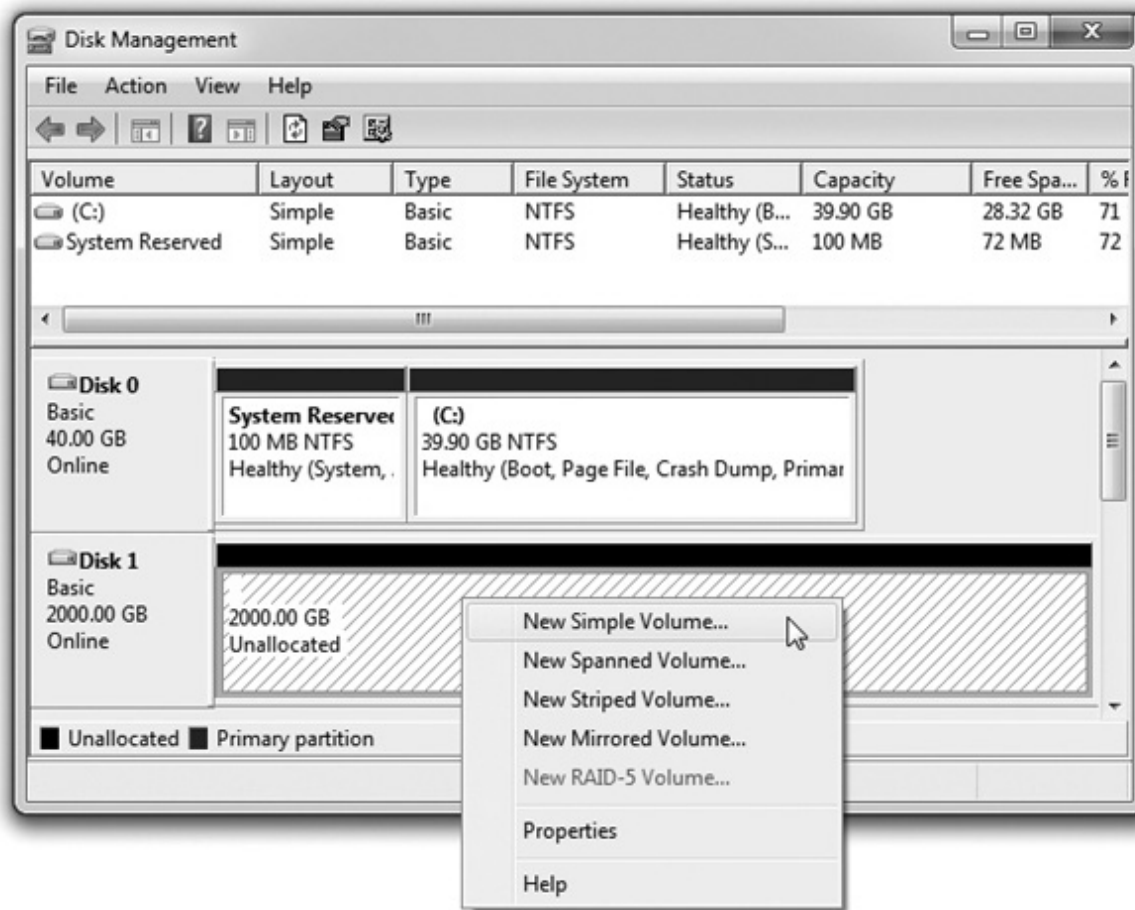 Disk Management
File Action View Help
Volume Layout Type File System Status Capacity Free Spa... %
(C:) Simple Basic NTFS Healthy (B... 39.90 GB 28.32 GB 71
System Reserved Simple Basic NTFS Healthy (S... 100 MB 72 MB 72
Disk 0
Basic
40.00 GB
Online
System Reserved
100 MB NTFS
Healthy (System, .
(C:)
39.90 GB NTFS
Healthy (Boot, Page File, Crash Dump, Primar
Disk 1
Basic
2000.00 GB
Online
2000.00 GB
Unallocated
New Simple Volume...
New Spanned Volume...
New Striped Volume...
New Mirrored Volume...
New RAID-5 Volume...
Properties
Help
Unallocated Primary partition